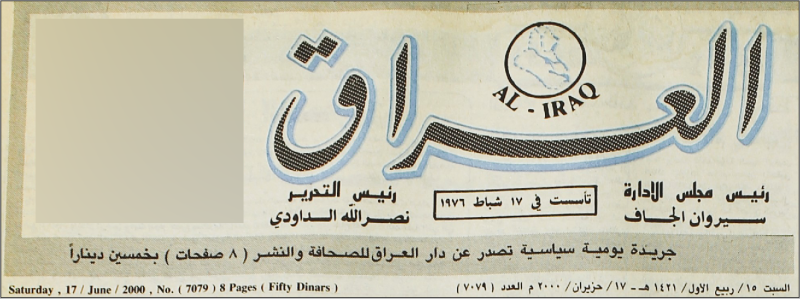 العراق
AL - IRAQ
رئيس مجلس الادارة
سيروان الجاف
تأسست في ١٧ شباط ١٩٧٦
رئيس التحرير
نصر الله الداودي
جريدة يومية سياسية تصدر عن دار العراق للصحافة والنشر ( ٨ صفحات ) بخمسين ديناراً
السبت ١٥/ ربيع الأول/ ١٤٢١ هـ - ١٧/ حزيران/ ٢٠٠٠ م العدد ( ٧٠٧٩ )
Saturday , 17 / June / 2000 , No. ( 7079 ) 8 Pages ( Fifty Dinars )